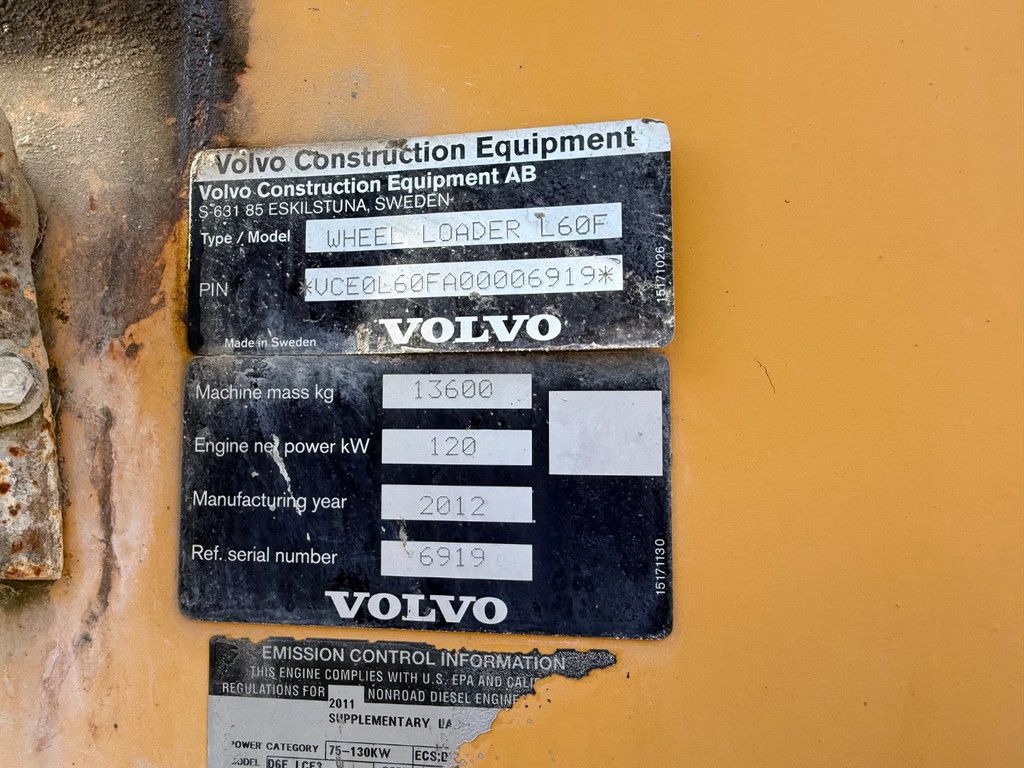 Volvo Construction Equipment
Volvo Construction Equipment AB
S-631 85 ESKILSTUNA, SWEDEN
Type / Model WHEEL LOADER L60F
PIN *VCE0L60FA00006919*
15171026
VOLVO
Made in Sweden
Machine mass kg 13600
Engine net power kW 120
Manufacturing year 2012
Ref. serial number 6919
15171130
VOLVO
EMISSION CONTROL INFORMATION
THIS ENGINE COMPLIES WITH U.S. EPA AND
REGULATIONS FOR 2011 NONROAD DIESEL ENGINE
SUPPLEMENTARY
POWER CATEGORY 75-130KW ECS: